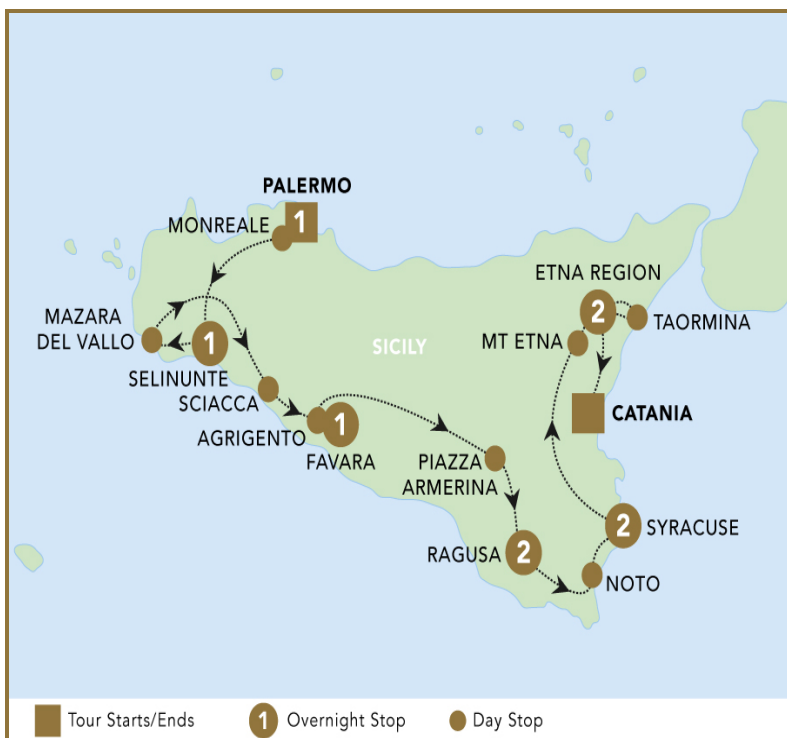 PALERMO
1
MONREALE
ETNA REGION
2
MAZARA
DEL VALLO
TAORMINA
1
SICILY
MT ETNA
SELINUNTE
SCIACCA
CATANIA
1
AGRIGENTO
FAVARA
PIAZZA
ARMERINA
2
SYRACUSE
RAGUSA
2
NOTO
Tour Starts/Ends
1
Overnight Stop
Day Stop